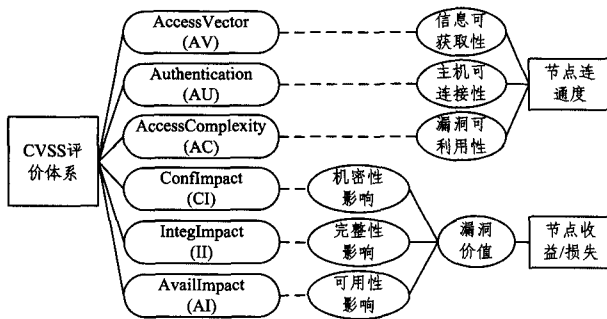 AccessVector
(AV)
信息可
获取性
Authentication
(AU)
主机可
连接性
节点连
通度
AccessComplexity
(AC)
漏洞可
利用性
CVSS评
价体系
ConfImpact
(CI)
机密性
影响
IntegImpact
(II)
完整性
影响
漏洞
价值
节点收
益/损失
AvailImpact
(AI)
可用性
影响